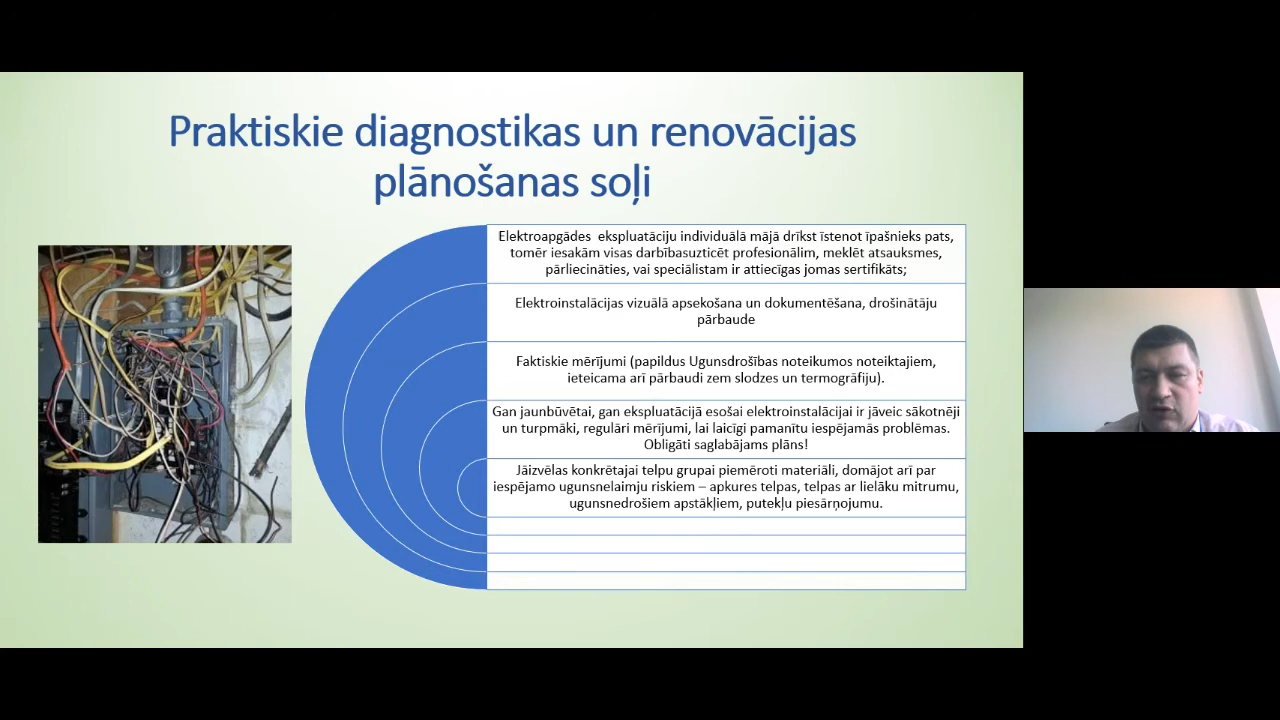 Praktiskie diagnostikas un renovācijas
plānošanas soļi
Elektroapgādes ekspluatāciju individuālā mājā drīkst īstenot īpašnieks pats,
tomēr iesakām visas darbībasuzticēt profesionālim, meklēt atsauksmes,
pārliecināties, vai speciālistam ir attiecīgas jomas sertifikāts;
Elektroinstalācijas vizuālā apsekošana un dokumentēšana, drošinātāju
pārbaude
Faktiskie mērījumi (papildus Ugunsdrošības noteikumos noteiktajiem,
ieteicama arī pārbaudi zem slodzes un termogrāfiju).
Gan jaunbūvētai, gan ekspluatācijā esošai elektroinstalācijai ir jāveic sākotnēji
un turpmāki, regulāri mērījumi, lai laicīgi pamanītu iespējamās problēmas.
Obligāti saglabājams plāns!
Jāizvēlas konkrētajai telpu grupai piemēroti materiāli, domājot arī par
iespējamo ugunsnelaimju riskiem – apkures telpas, telpas ar lielāku mitrumu,
ugunsnedrošiem apstākļiem, putekļu piesārņojumu.